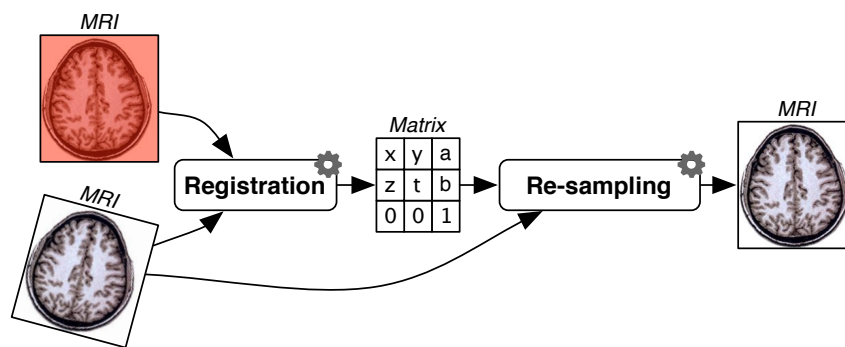 MRI
MRI
Registration
Matrix
x y a
z t b
0 0 1
Re-sampling
MRI